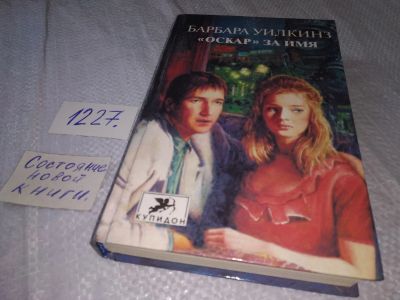 БАРБАРА УИЛКИНЗ
«ОСКАР» ЗА ИМЯ
1227.
Состояние
новой
книги.
КУПИДОН